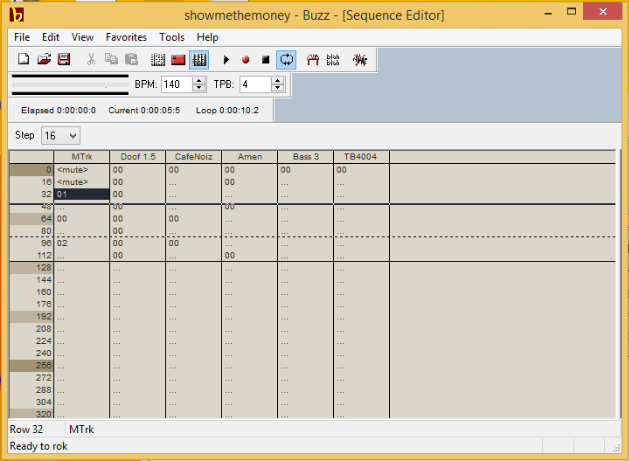 showmethemoney - Buzz - [Sequence Editor]
File Edit View Favorites Tools Help
BPM: 140 TPB: 4
Elapsed 0:00:00:0 Current 0:00:05:5 Loop 0:00:10:2
Step 16
MTrk Doof 1.5 CafeNoiz Amen Bass 3 TB4004
0 <mute> 00 00 00 00 00
16 <mute> 00 ... 00 ... ...
32 01 00 ... ... ... ...
48 ... 00 ... 00 ... ...
64 00 00 00 ... ... ...
80 ... 00 ... ... ... ...
96 02 00 00 ... ... ...
112 ... 00 ... 00 ... ...
128 ... ... ... ... ... ...
144 ... ... ... ... ... ...
160 ... ... ... ... ... ...
176 ... ... ... ... ... ...
192 ... ... ... ... ... ...
208 ... ... ... ... ... ...
224 ... ... ... ... ... ...
240 ... ... ... ... ... ...
256 ... ... ... ... ... ...
272 ... ... ... ... ... ...
288 ... ... ... ... ... ...
304 ... ... ... ... ... ...
320 ... ... ... ... ... ...
Row 32 MTrk
Ready to rok